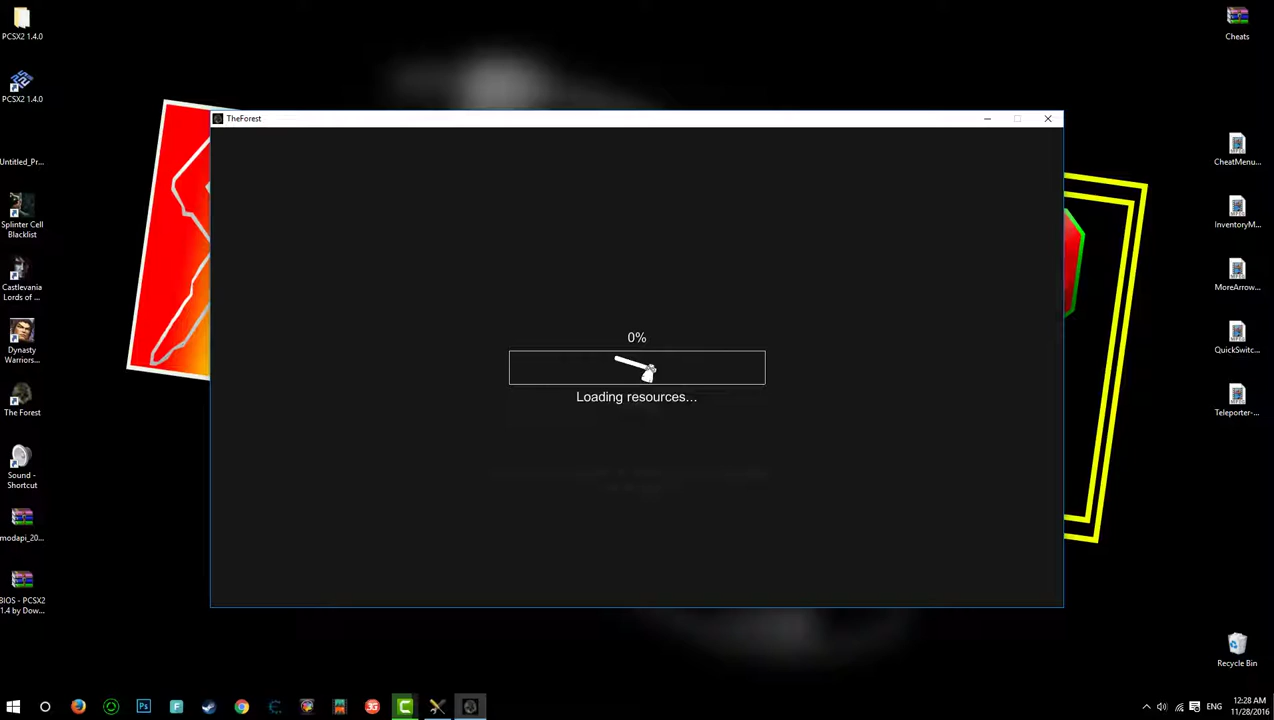 PCSX2 1.4.0
PCSX2 1.4.0
Untitled_Pr...
Splinter Cell
Blacklist
Castlevania
Lords of ...
Dynasty
Warriors...
The Forest
Sound -
Shortcut
modapi_20...
BIOS - PCSX2
1.4 by Dow...
TheForest
0%
Loading resources...
Cheats
CheatMenu...
InventoryM...
MoreArrow...
QuickSwitc...
Teleporter-...
Recycle Bin
Ps
F
3G
C
ENG
12:28 AM
11/28/2016